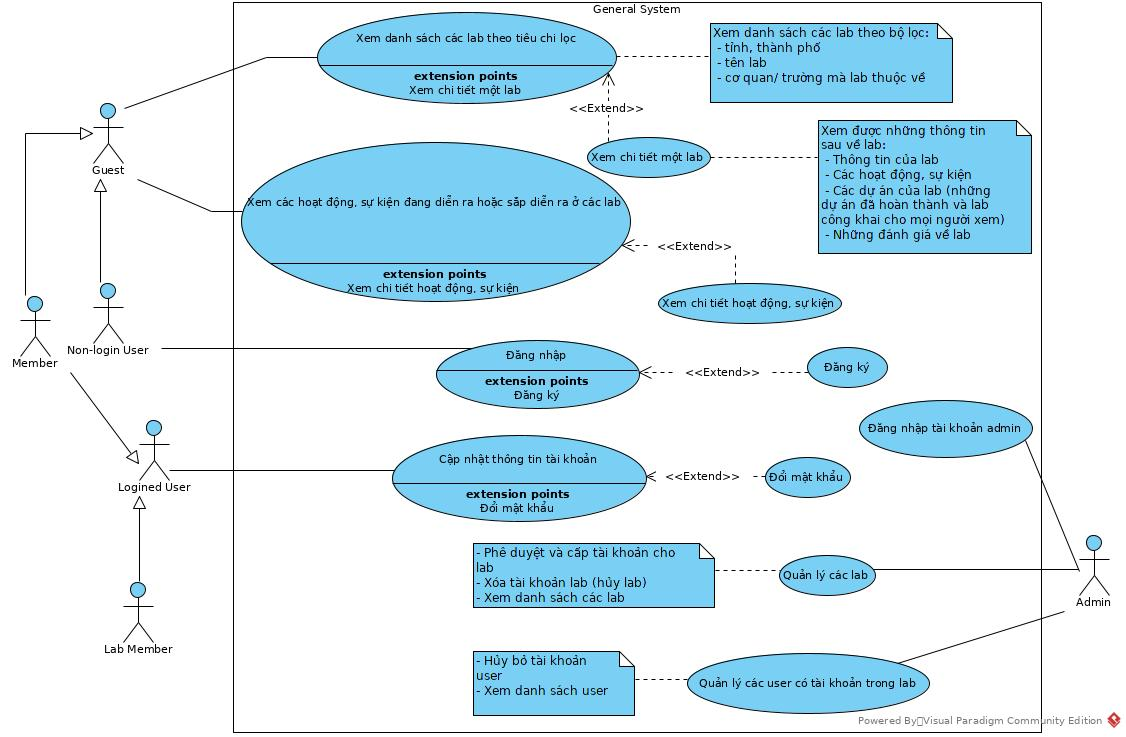 General System
Xem danh sách các lab theo tiêu chi lọc
extension points
Xem chi tiết một lab
Xem danh sách các lab theo bộ lọc:
- tỉnh, thành phố
- tên lab
- cơ quan/ trường mà lab thuộc về
<<Extend>>
Guest
Xem chi tiết một lab
Xem được những thông tin
sau về lab:
- Thông tin của lab
- Các hoạt động, sự kiện
- Các dự án của lab (những
dự án đã hoàn thành và lab
công khai cho mọi người xem)
- Những đánh giá về lab
Xem các hoạt động, sự kiện đang diễn ra hoặc sắp diễn ra ở các lab
extension points
Xem chi tiết hoạt động, sự kiện
<<Extend>>
Xem chi tiết hoạt động, sự kiện
Member
Non-login User
Đăng nhập
extension points
Đăng ký
<<Extend>>
Đăng ký
Đăng nhập tài khoản admin
Logined User
Cập nhật thông tin tài khoản
extension points
Đổi mật khẩu
<<Extend>>
Đổi mật khẩu
- Phê duyệt và cấp tài khoản cho
lab
- Xóa tài khoản lab (hủy lab)
- Xem danh sách các lab
Quản lý các lab
Admin
Lab Member
- Hủy bỏ tài khoản
user
- Xem danh sách user
Quản lý các user có tài khoản trong lab
Powered By Visual Paradigm Community Edition